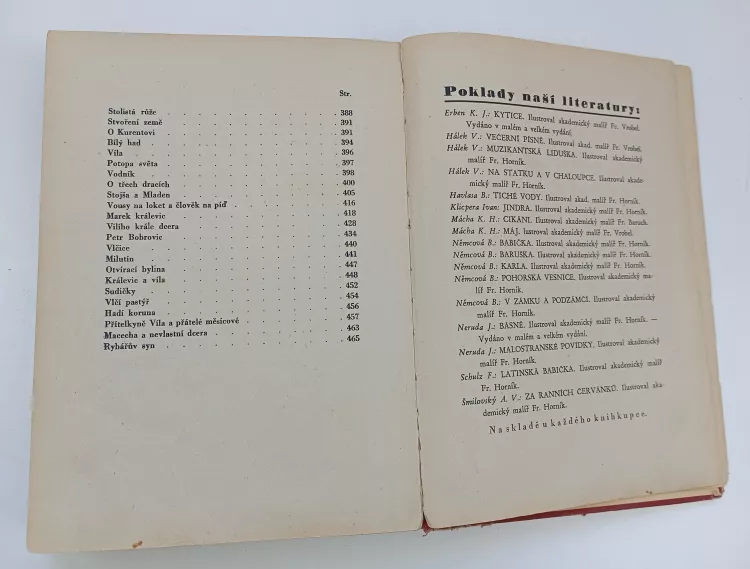 Str.
Stolistá růže 388
Stvoření země 391
O Kurentovi 391
Bílý had 394
Víla 396
Potopa světa 397
Vodník 398
O třech dracích 400
Stojša a Mladen 405
Vousy na loket a člověk na píď 416
Marek králevic 418
Vilího krále dcera 428
Petr Bobrovic 434
Vlčice 440
Milutin 441
Otvírací bylina 447
Králevic a víla 448
Sudičky 452
Vlčí pastýř 454
Hadí koruna 456
Přítelkyně Víla a přátelé měsícové 457
Macecha a nevlastní dcera 463
Rybářův syn 465
Poklady naší literatury:
Erben K. J.: KYTICE. Ilustroval akademický malíř Fr. Vrobel.
Vydáno v malém a velkém vydání.
Hálek V.: VEČERNÍ PÍSNĚ. Ilustroval akad. malíř Fr. Vrobel.
Hálek V.: MUZIKANTSKÁ LIDUŠKA. Ilustroval akademický
malíř Fr. Horník.
Hálek V.: NA STATKU A V CHALOUPCE. Ilustroval akade-
mický malíř Fr. Horník.
Havlasa B.: TICHÉ VODY. Ilustroval akad. malíř Fr. Horník.
Klicpera Ivan: JINDRA. Ilustroval akademický malíř Fr. Horník.
Mácha K. H.: CIKÁNI. Ilustroval akademický malíř Fr. Baruch.
Mácha K. H.: MÁJ. Ilustroval akademický malíř Fr. Vrobel.
Němcová B.: BABIČKA. Ilustroval akademický malíř Fr. Horník.
Němcová B.: BARUŠKA. Ilustroval akademický malíř Fr. Horník.
Němcová B.: KARLA. Ilustroval akademický malíř Fr. Horník.
Němcová B.: POHORSKÁ VESNICE. Ilustroval akademický ma-
líř Fr. Horník.
Němcová B.: V ZÁMKU A PODZÁMČÍ. Ilustroval akademický
malíř Fr. Horník.
Neruda J.: BÁSNĚ. Ilustroval akademický malíř Fr. Horník. —
Vydáno v malém a velkém vydání.
Neruda J.: MALOSTRANSKÉ POVÍDKY. Ilustroval akademický
malíř Fr. Horník.
Schulz F.: LATINSKÁ BABIČKA. Ilustroval akademický malíř
Fr. Horník.
Šmilovský A. V.: ZA RANNÍCH ČERVÁNKŮ. Ilustroval aka-
demický malíř Fr. Horník.
Na skladě u každého knihkupce.